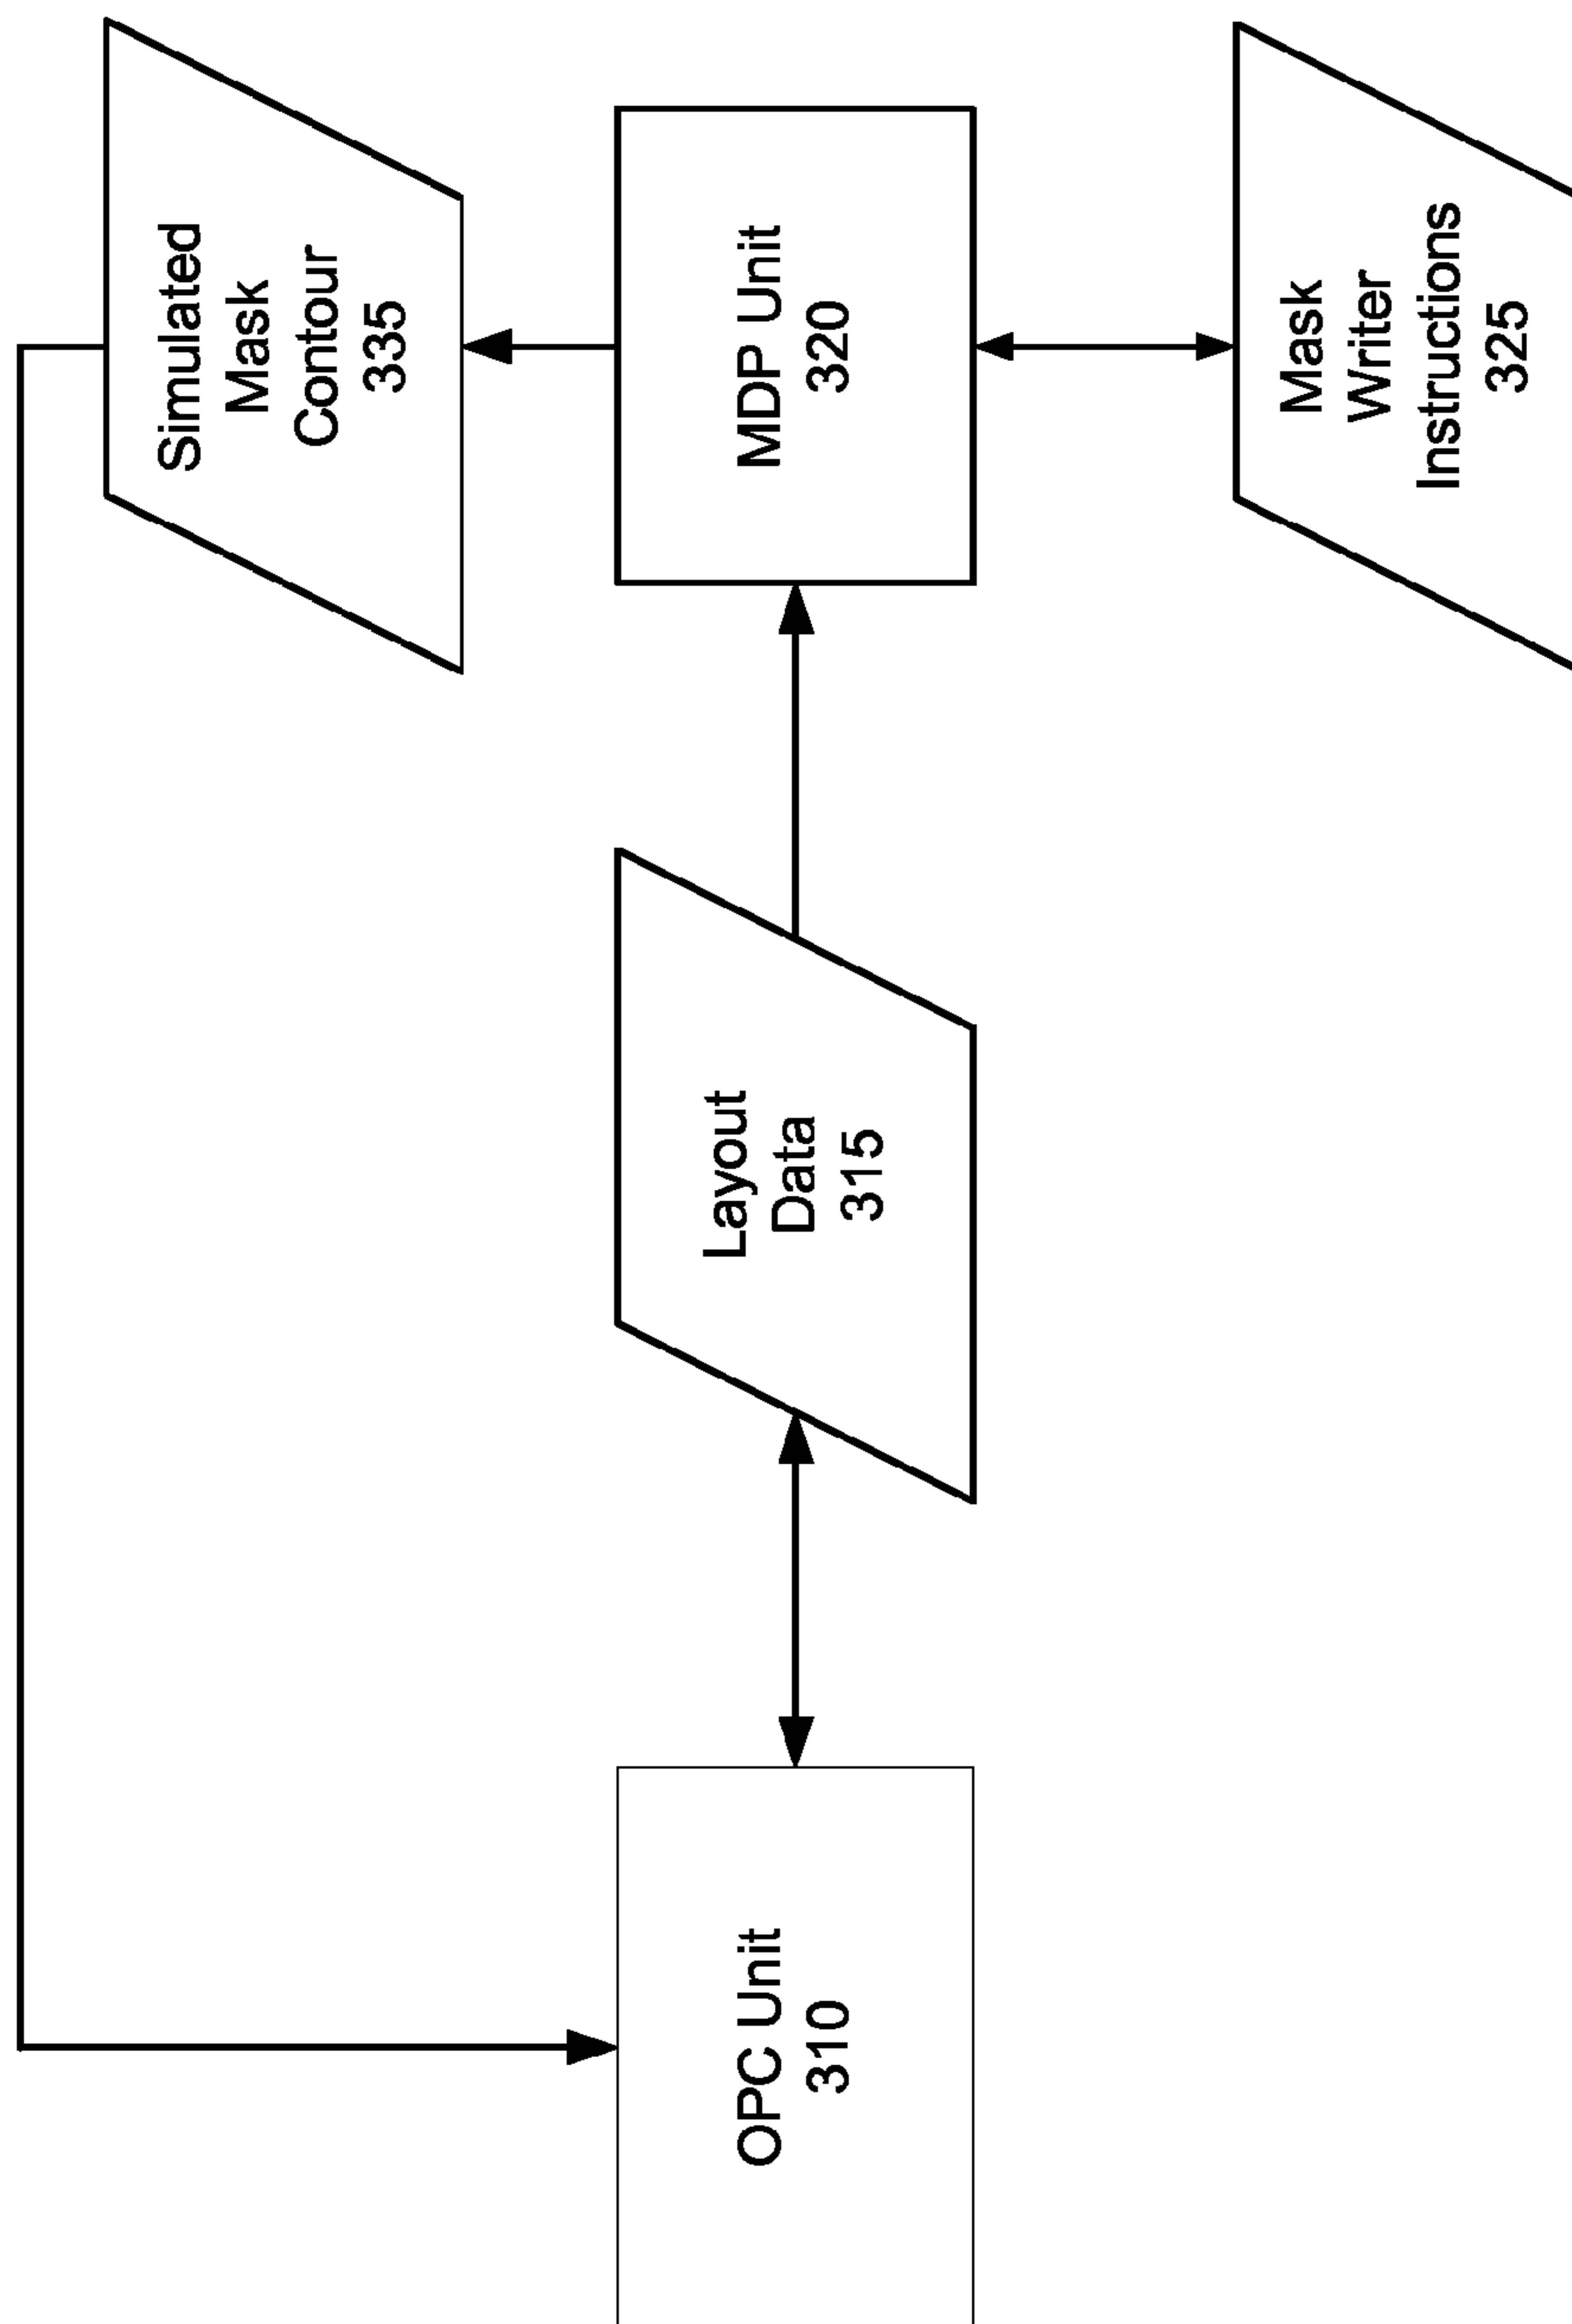 Simulated
Mask
Contour
335
MDP Unit
320
Mask
Writer
Instructions
325
Layout
Data
315
OPC Unit
310